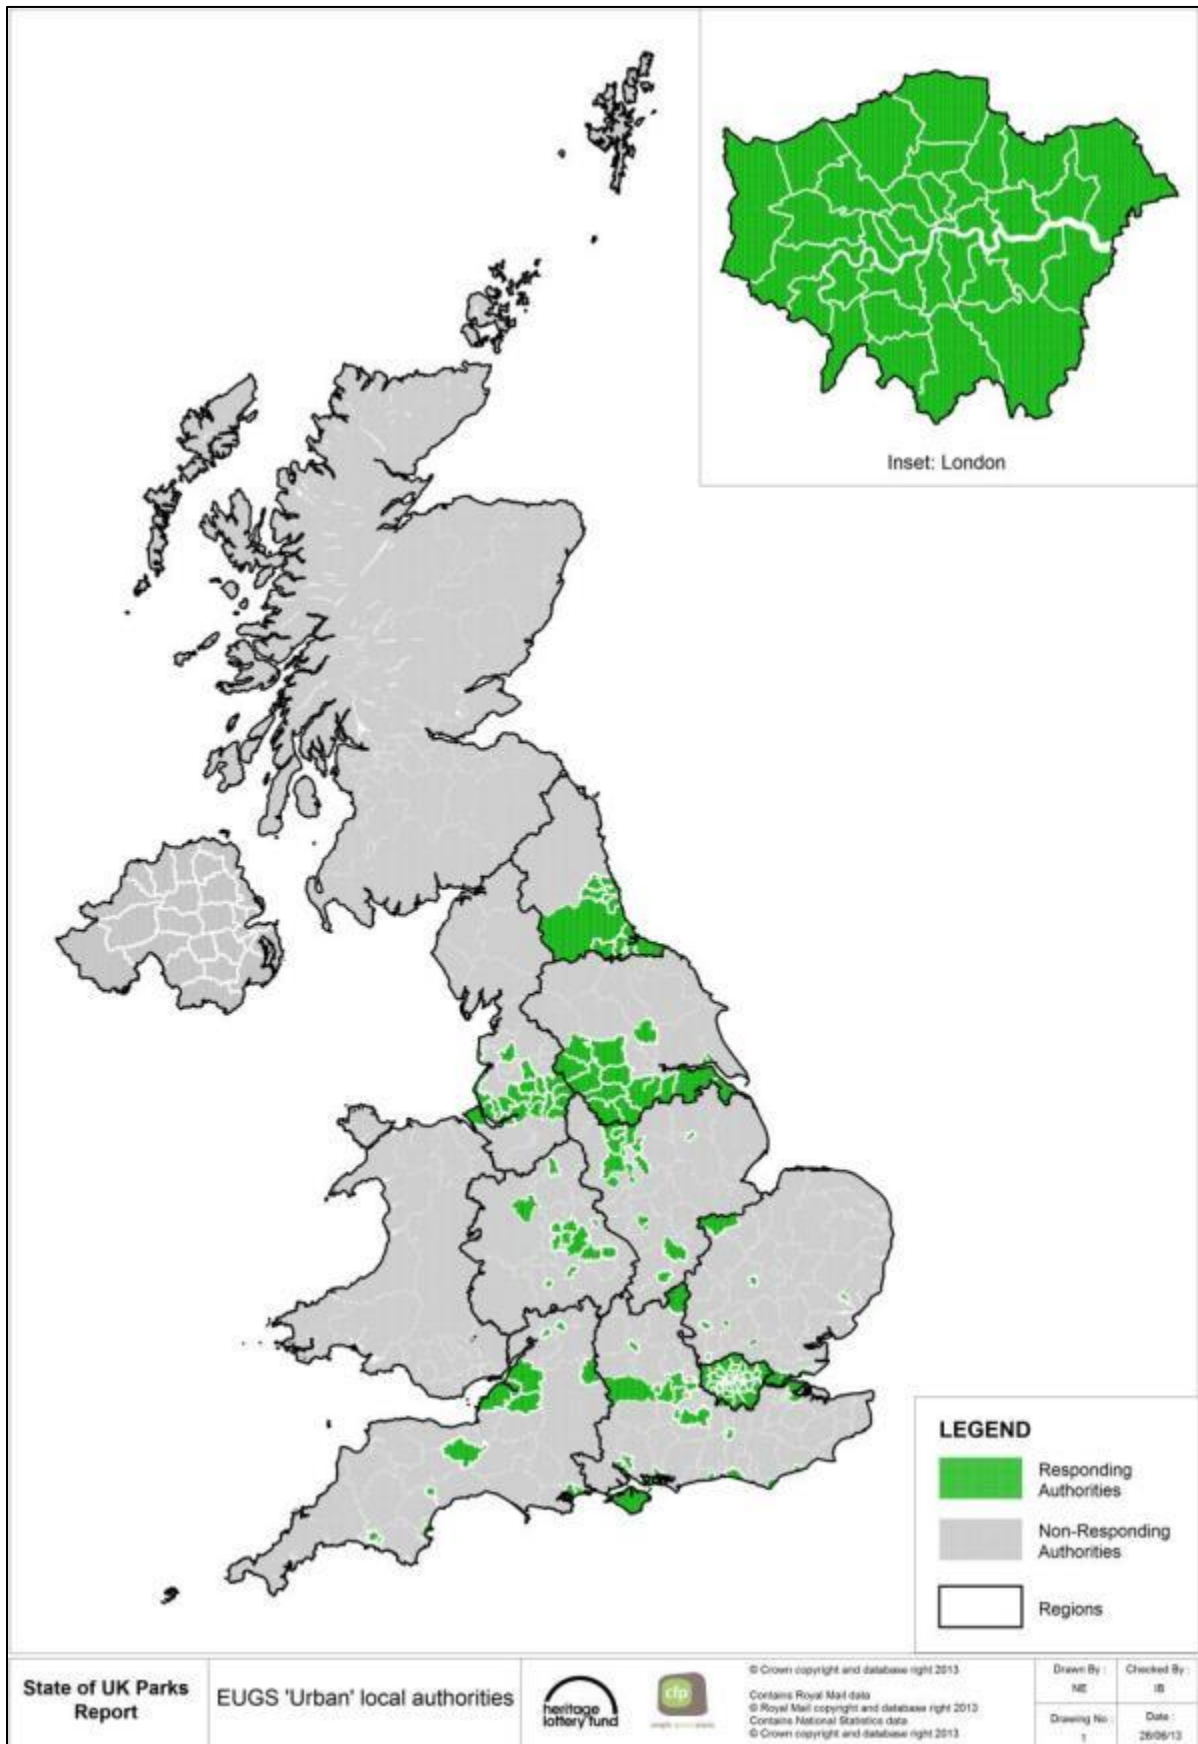 Inset: London
LEGEND
Responding
Authorities
Non-Responding
Authorities
Regions
State of UK Parks
Report
EUGS 'Urban' local authorities
heritage
lottery fund
cfp
© Crown copyright and database right 2013
Contains Royal Mail data
© Royal Mail copyright and database right 2013
Contains National Statistics data
© Crown copyright and database right 2013
Drawn By :
NE
Checked By :
IB
Drawing No :
1
Date :
26/06/13